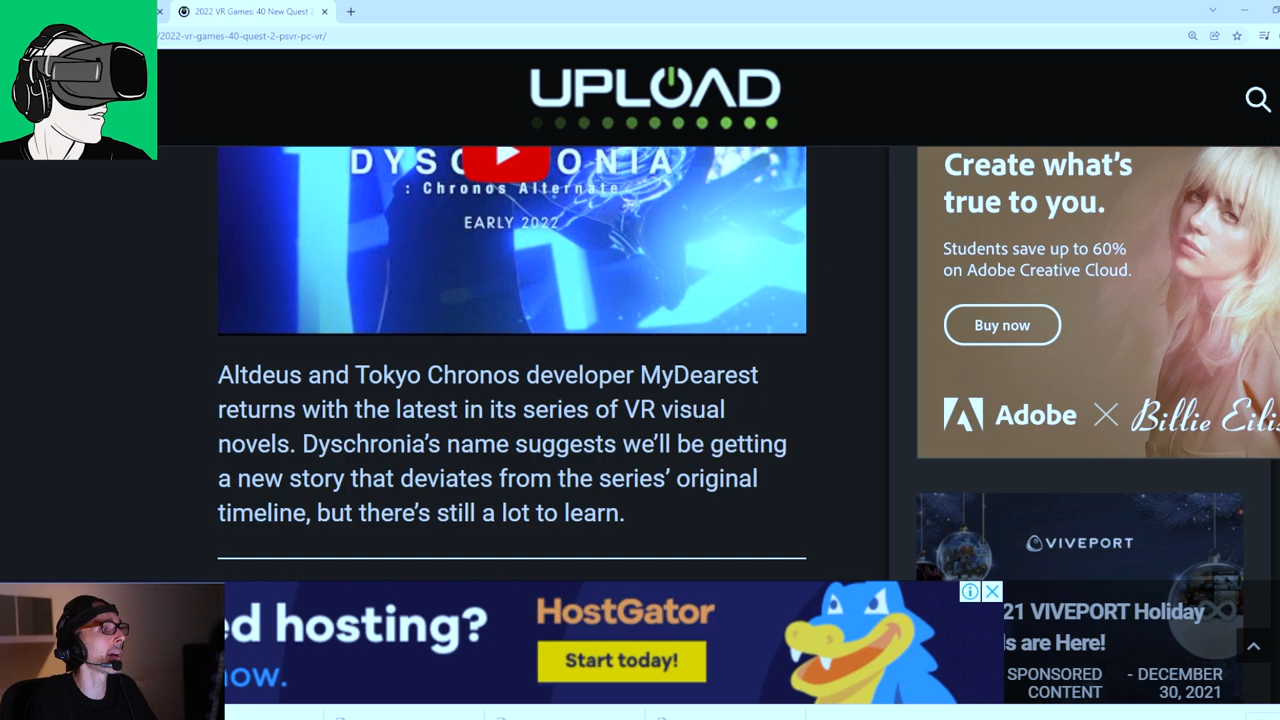 2022 VR Games: 40 New Quest 2
/2022-vr-games-40-quest-2-psvr-pc-vr/
UPLOAD
DYSCHRONIA
: Chronos Alternate
EARLY 2022
Altdeus and Tokyo Chronos developer MyDearest
returns with the latest in its series of VR visual
novels. Dyschronia’s name suggests we’ll be getting
a new story that deviates from the series’ original
timeline, but there’s still a lot to learn.
Create what’s
true to you.
Students save up to 60%
on Adobe Creative Cloud.
Buy now
Adobe
Billie Eilis
VIVEPORT
21 VIVEPORT Holiday
ls are Here!
SPONSORED
CONTENT
- DECEMBER
30, 2021
ed hosting?
now.
HostGator
Start today!